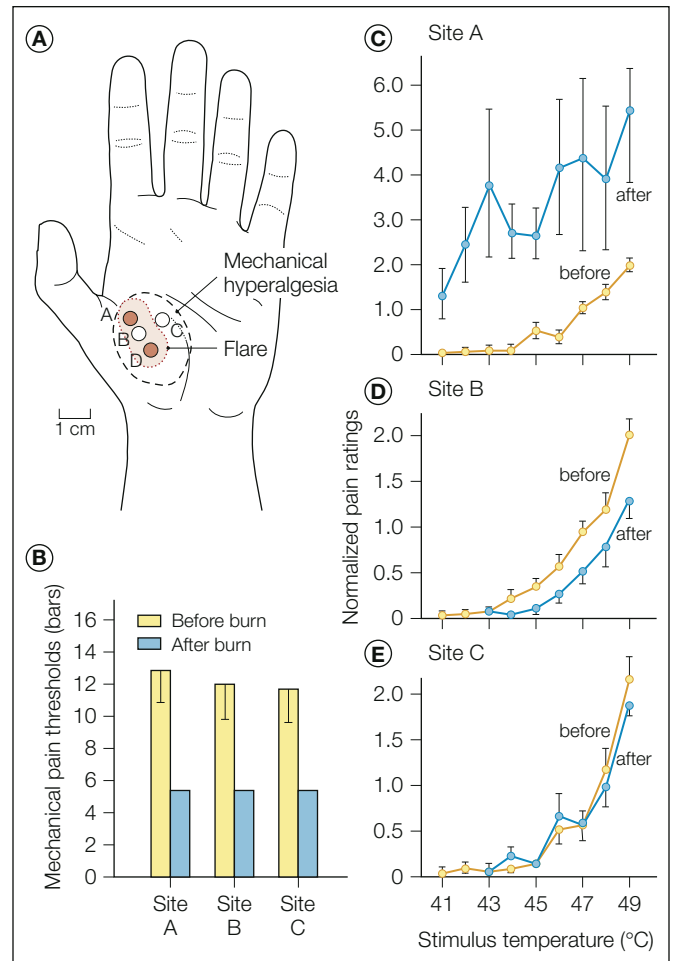 A
Mechanical
hyperalgesia
A
B
C
D
Flare
1 cm
B
Mechanical pain thresholds (bars)
16
14
12
10
8
6
4
2
0
Before burn
After burn
Site
A
Site
B
Site
C
Normalized pain ratings
C
Site A
6.0
5.0
4.0
3.0
2.0
1.0
0
after
before
D
Site B
2.0
1.5
1.0
0.5
0
before
after
E
Site C
2.0
1.5
1.0
0.5
0
before
after
41
43
45
47
49
Stimulus temperature (°C)